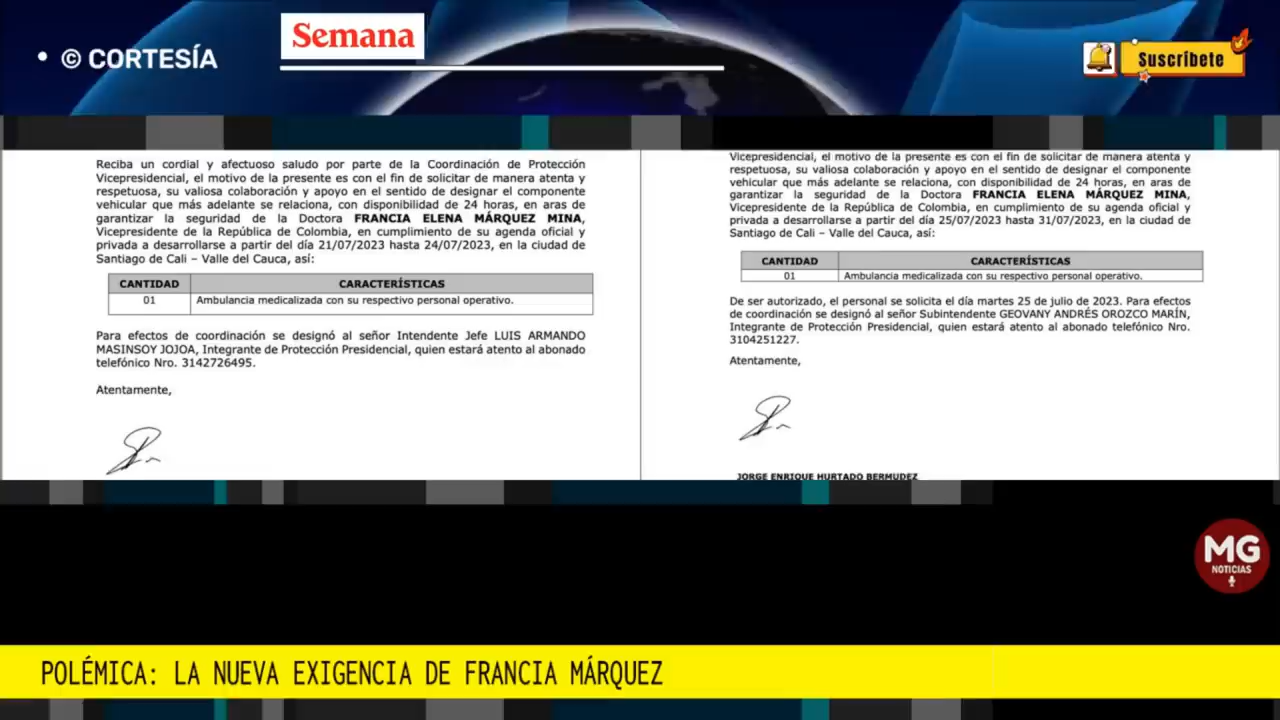 • © CORTESÍA
Semana
Suscríbete
Reciba un cordial y afectuoso saludo por parte de la Coordinación de Protección
Vicepresidencial, el motivo de la presente es con el fin de solicitar de manera atenta y
respetuosa, su valiosa colaboración y apoyo en el sentido de designar el componente
vehicular que más adelante se relaciona, con disponibilidad de 24 horas, en aras de
garantizar la seguridad de la Doctora FRANCIA ELENA MÁRQUEZ MINA,
Vicepresidente de la República de Colombia, en cumplimiento de su agenda oficial y
privada a desarrollarse a partir del día 21/07/2023 hasta 24/07/2023, en la ciudad de
Santiago de Cali – Valle del Cauca, así:
CANTIDAD CARACTERÍSTICAS
01 Ambulancia medicalizada con su respectivo personal operativo.
Para efectos de coordinación se designó al señor Intendente Jefe LUIS ARMANDO
MASINSOY JOJOA, Integrante de Protección Presidencial, quien estará atento al abonado
telefónico Nro. 3142726495.
Atentamente,
Vicepresidencial, el motivo de la presente es con el fin de solicitar de manera atenta y
respetuosa, su valiosa colaboración y apoyo en el sentido de designar el componente
vehicular que más adelante se relaciona, con disponibilidad de 24 horas, en aras de
garantizar la seguridad de la Doctora FRANCIA ELENA MÁRQUEZ MINA,
Vicepresidente de la República de Colombia, en cumplimiento de su agenda oficial y
privada a desarrollarse a partir del día 25/07/2023 hasta 31/07/2023, en la ciudad de
Santiago de Cali – Valle del Cauca, así:
CANTIDAD CARACTERÍSTICAS
01 Ambulancia medicalizada con su respectivo personal operativo.
De ser autorizado, el personal se solicita el día martes 25 de julio de 2023. Para efectos
de coordinación se designó al señor Subintendente GEOVANY ANDRÉS OROZCO MARÍN,
Integrante de Protección Presidencial, quien estará atento al abonado telefónico Nro.
3104251227.
Atentamente,
JORGE ENRIQUE HURTADO BERMUDEZ
MG
NOTICIAS
POLÉMICA: LA NUEVA EXIGENCIA DE FRANCIA MÁRQUEZ